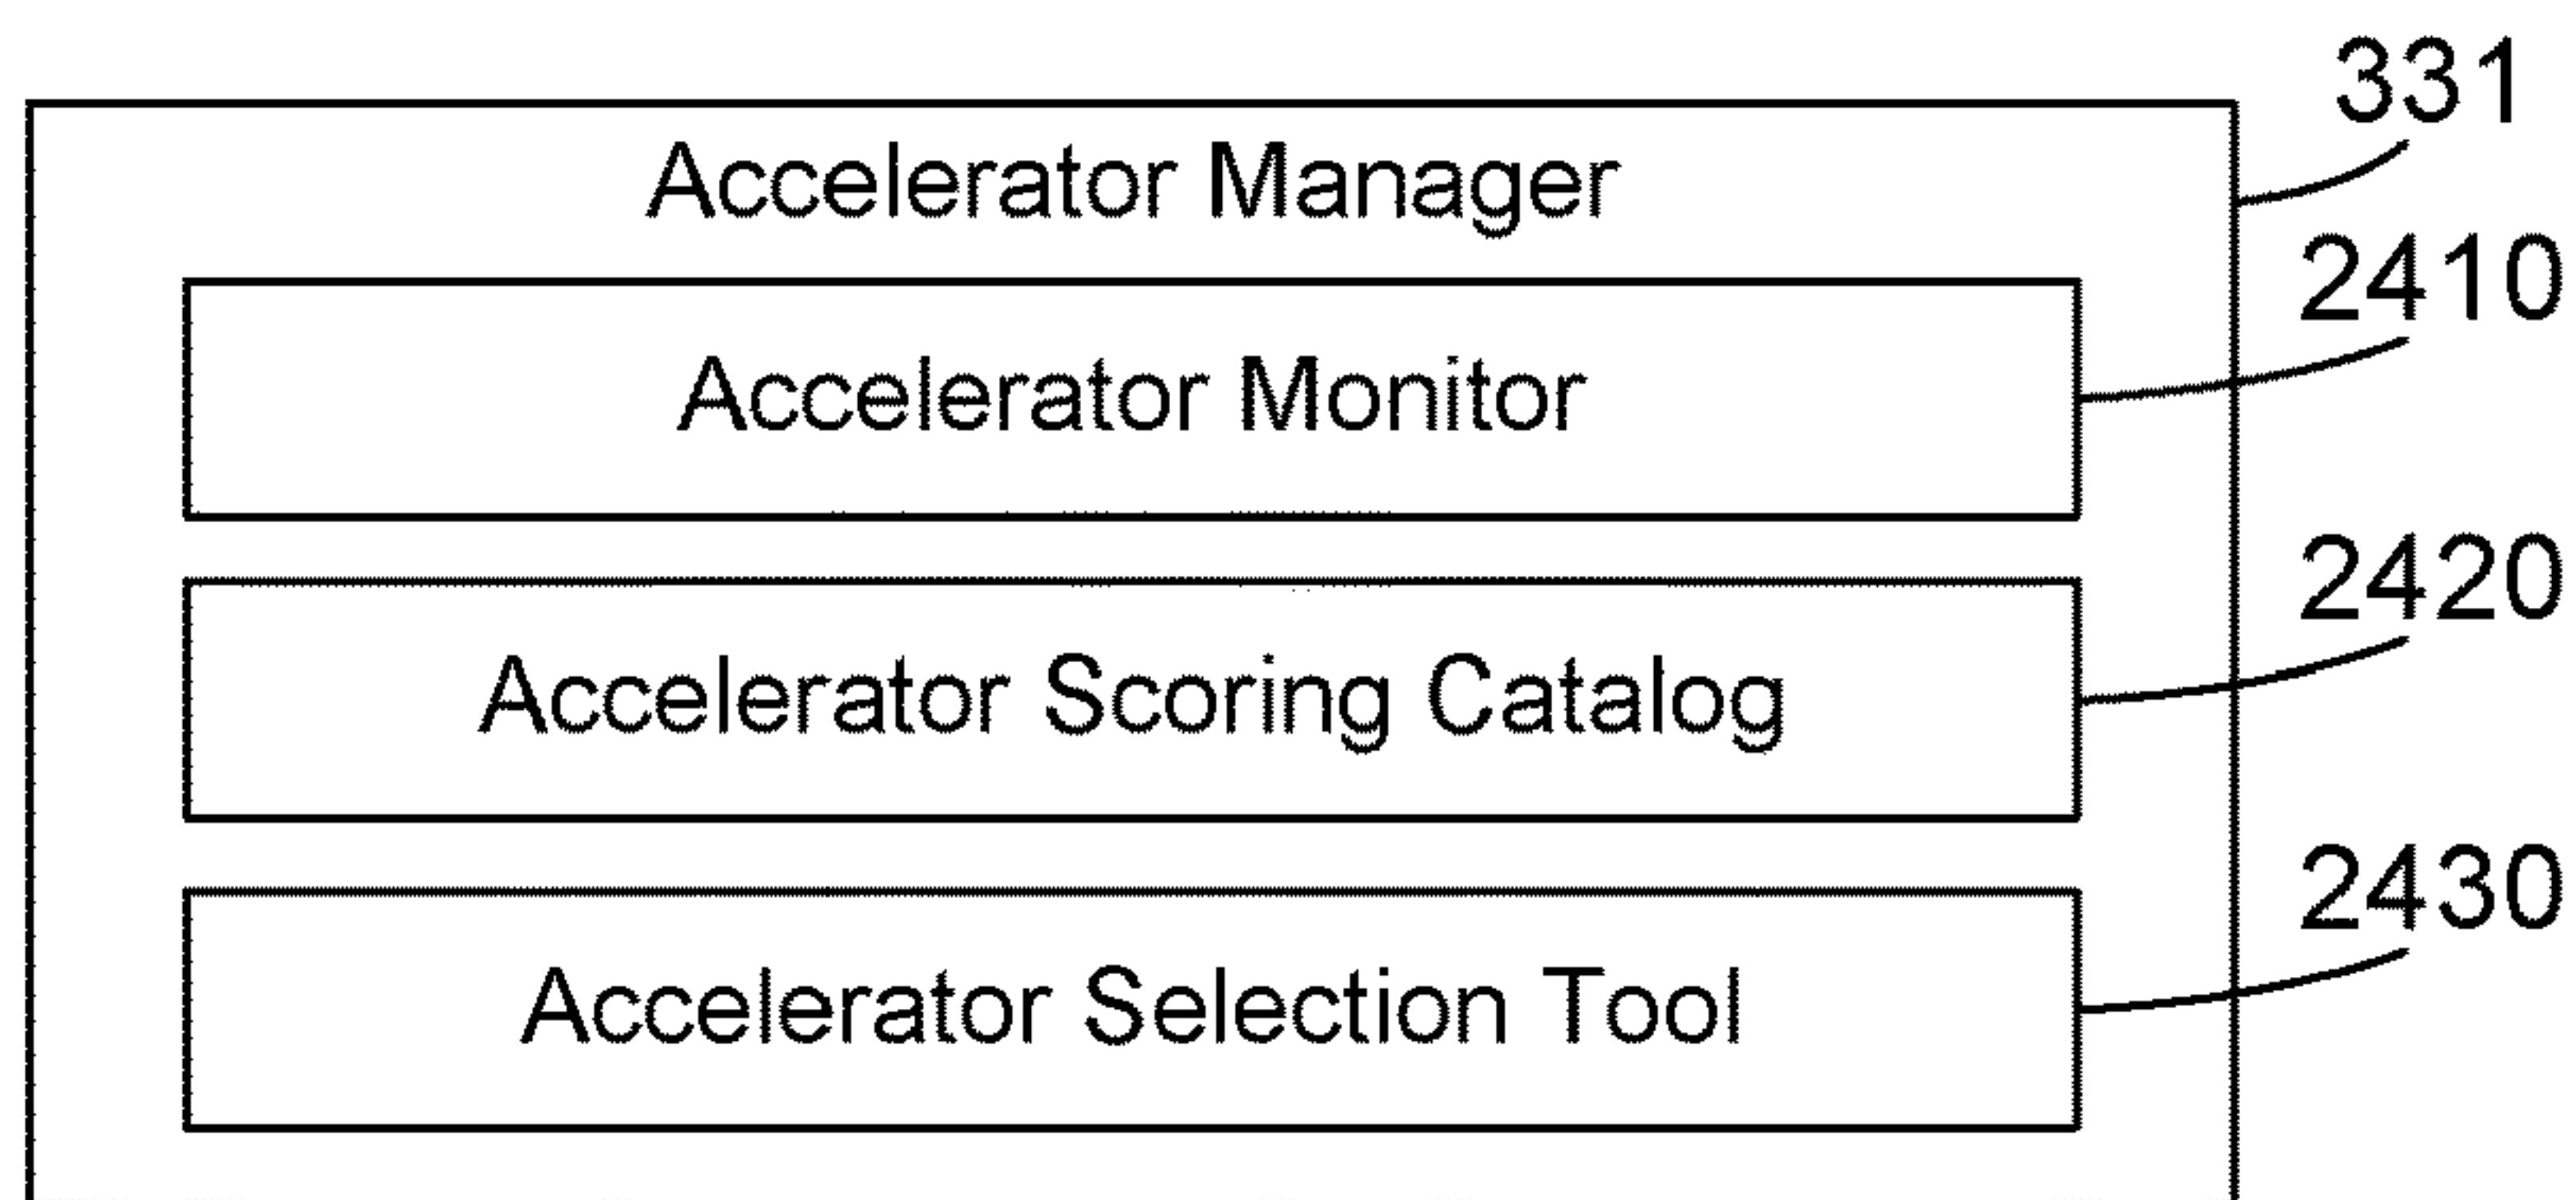 331
Accelerator Manager
2410
Accelerator Monitor
2420
Accelerator Scoring Catalog
2430
Accelerator Selection Tool